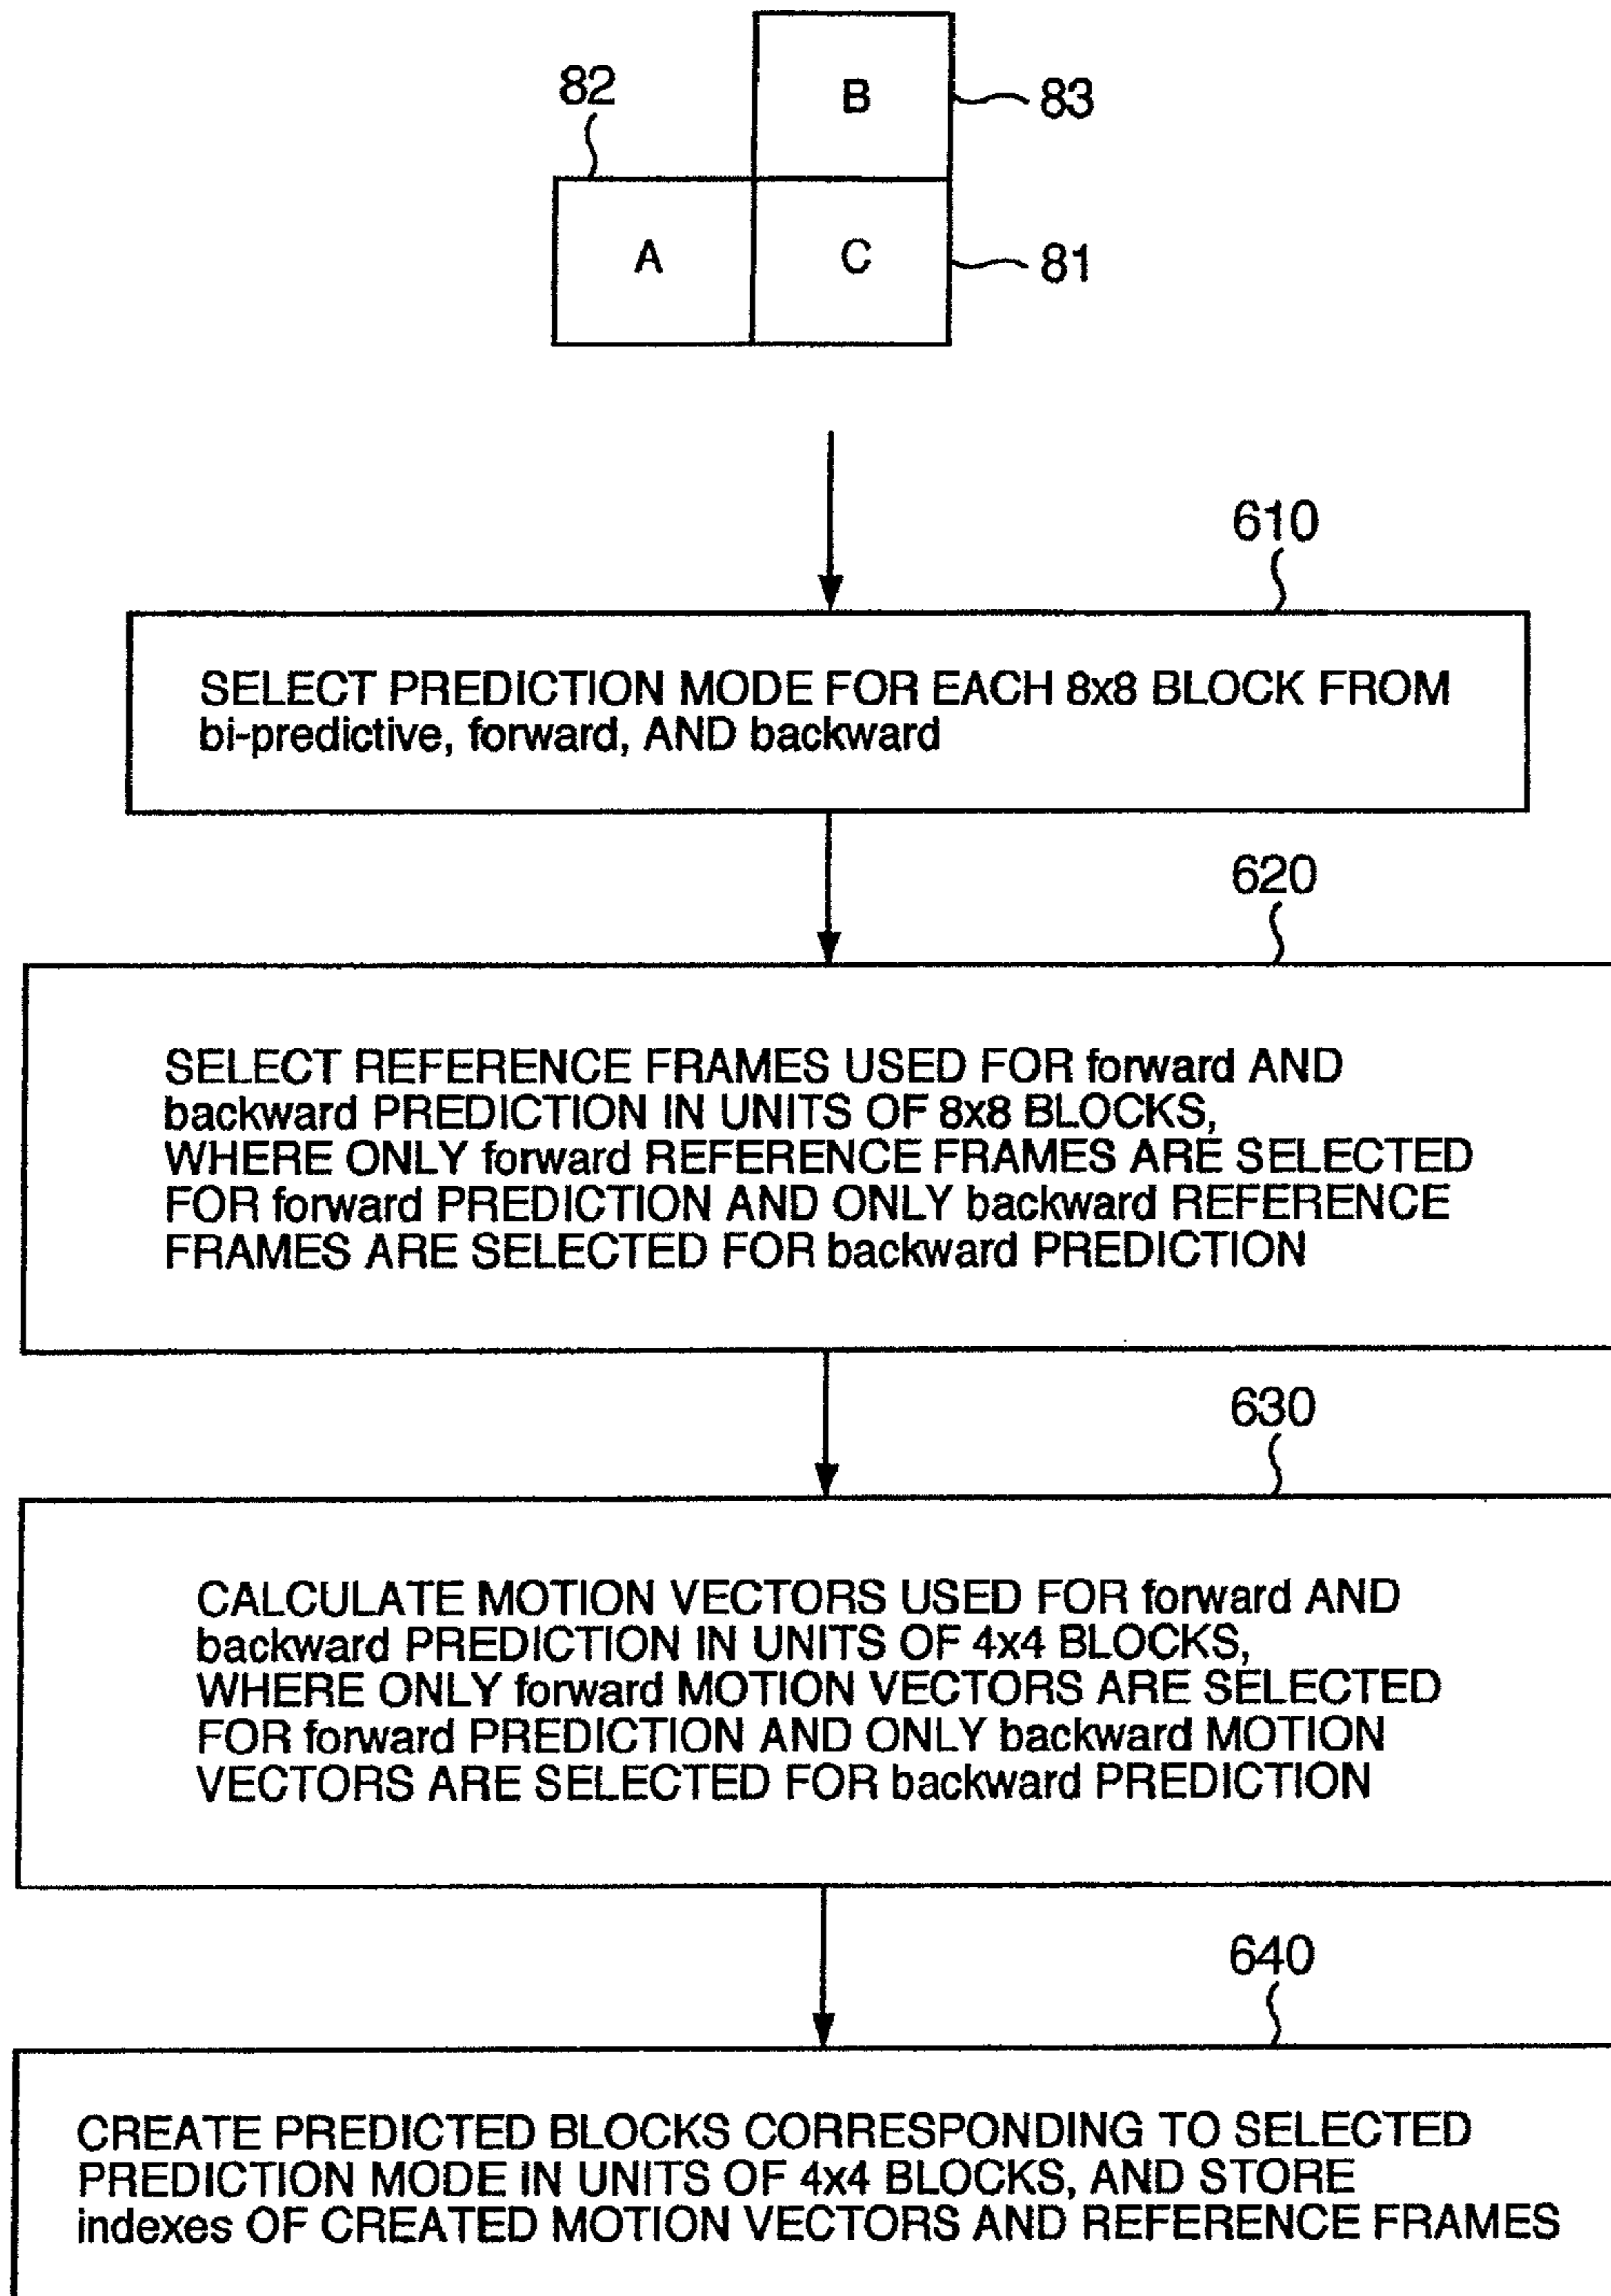 82
B
83
A
C
81
610
SELECT PREDICTION MODE FOR EACH 8x8 BLOCK FROM
bi-predictive, forward, AND backward
620
SELECT REFERENCE FRAMES USED FOR forward AND
backward PREDICTION IN UNITS OF 8x8 BLOCKS,
WHERE ONLY forward REFERENCE FRAMES ARE SELECTED
FOR forward PREDICTION AND ONLY backward REFERENCE
FRAMES ARE SELECTED FOR backward PREDICTION
630
CALCULATE MOTION VECTORS USED FOR forward AND
backward PREDICTION IN UNITS OF 4x4 BLOCKS,
WHERE ONLY forward MOTION VECTORS ARE SELECTED
FOR forward PREDICTION AND ONLY backward MOTION
VECTORS ARE SELECTED FOR backward PREDICTION
640
CREATE PREDICTED BLOCKS CORRESPONDING TO SELECTED
PREDICTION MODE IN UNITS OF 4x4 BLOCKS, AND STORE
indexes OF CREATED MOTION VECTORS AND REFERENCE FRAMES